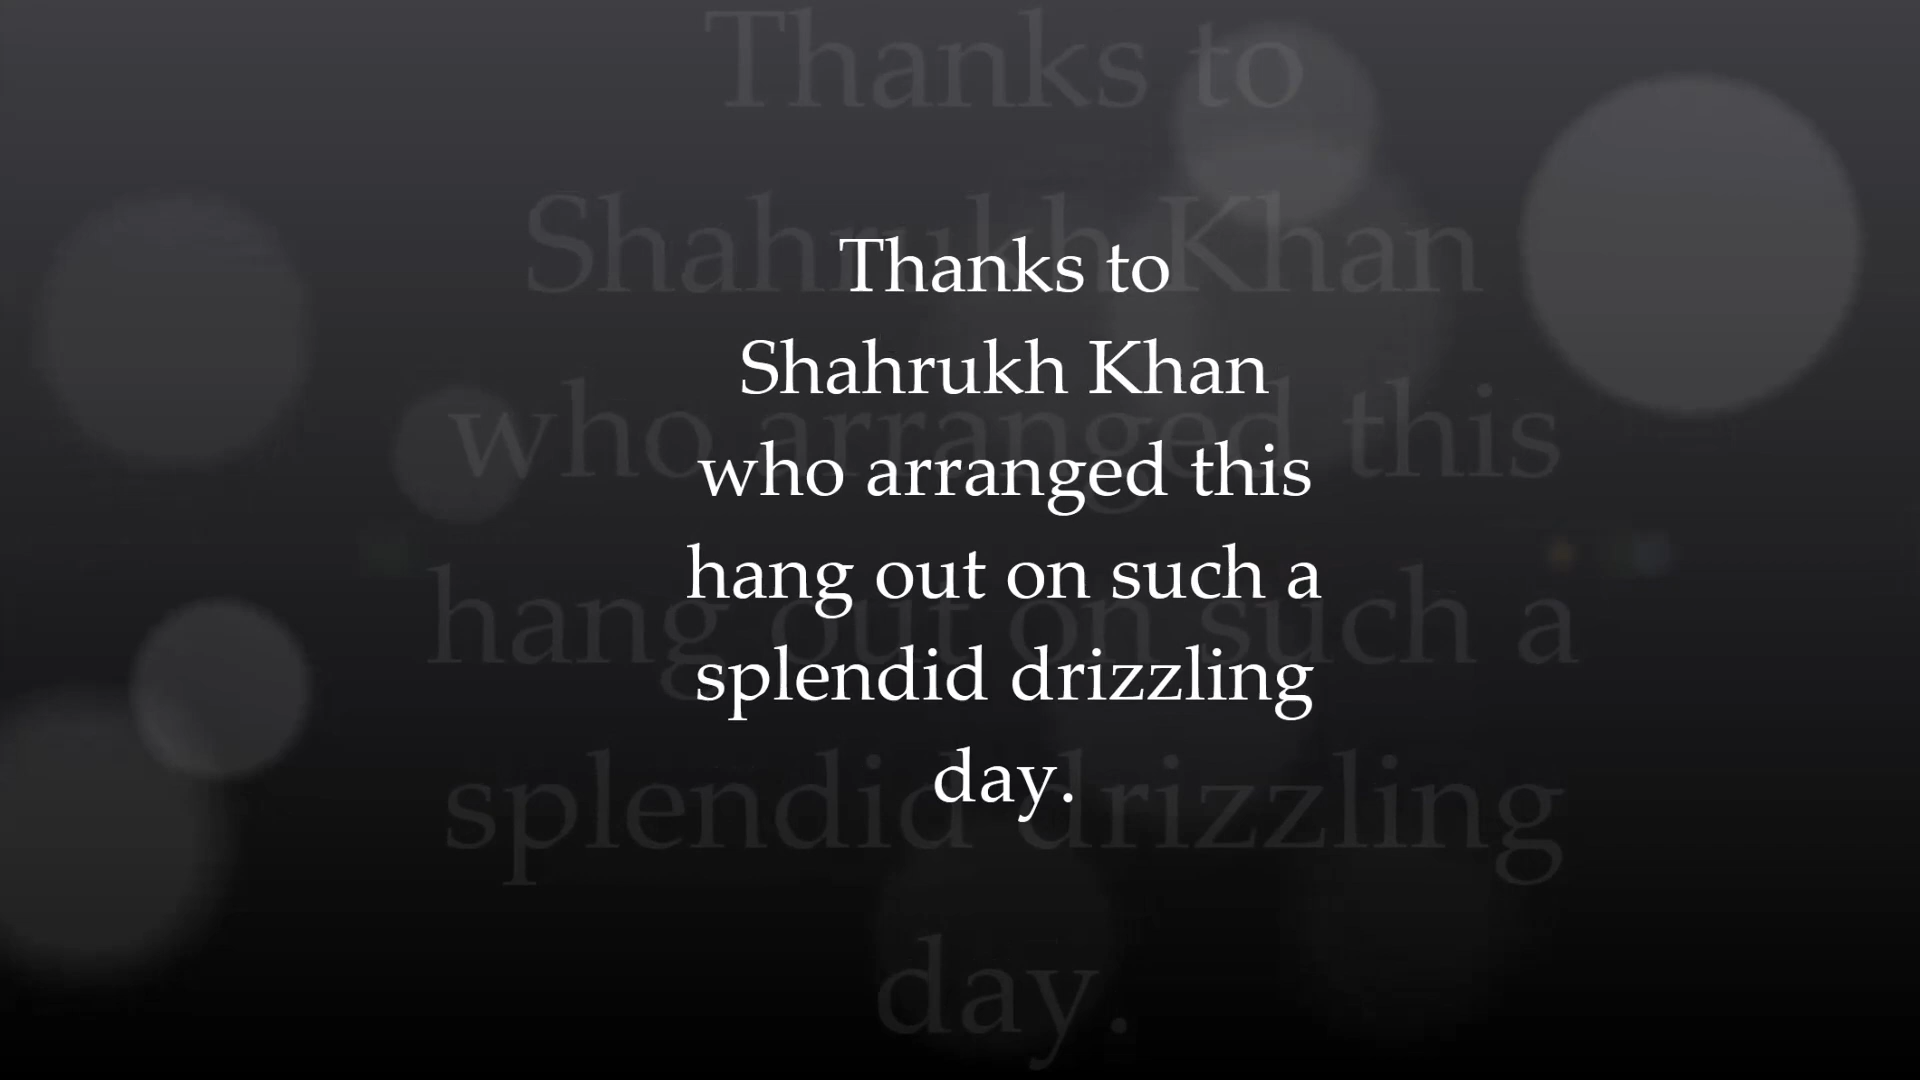 Thanks to
Shahrukh Khan
who arranged this
hang out on such a
splendid drizzling
day.